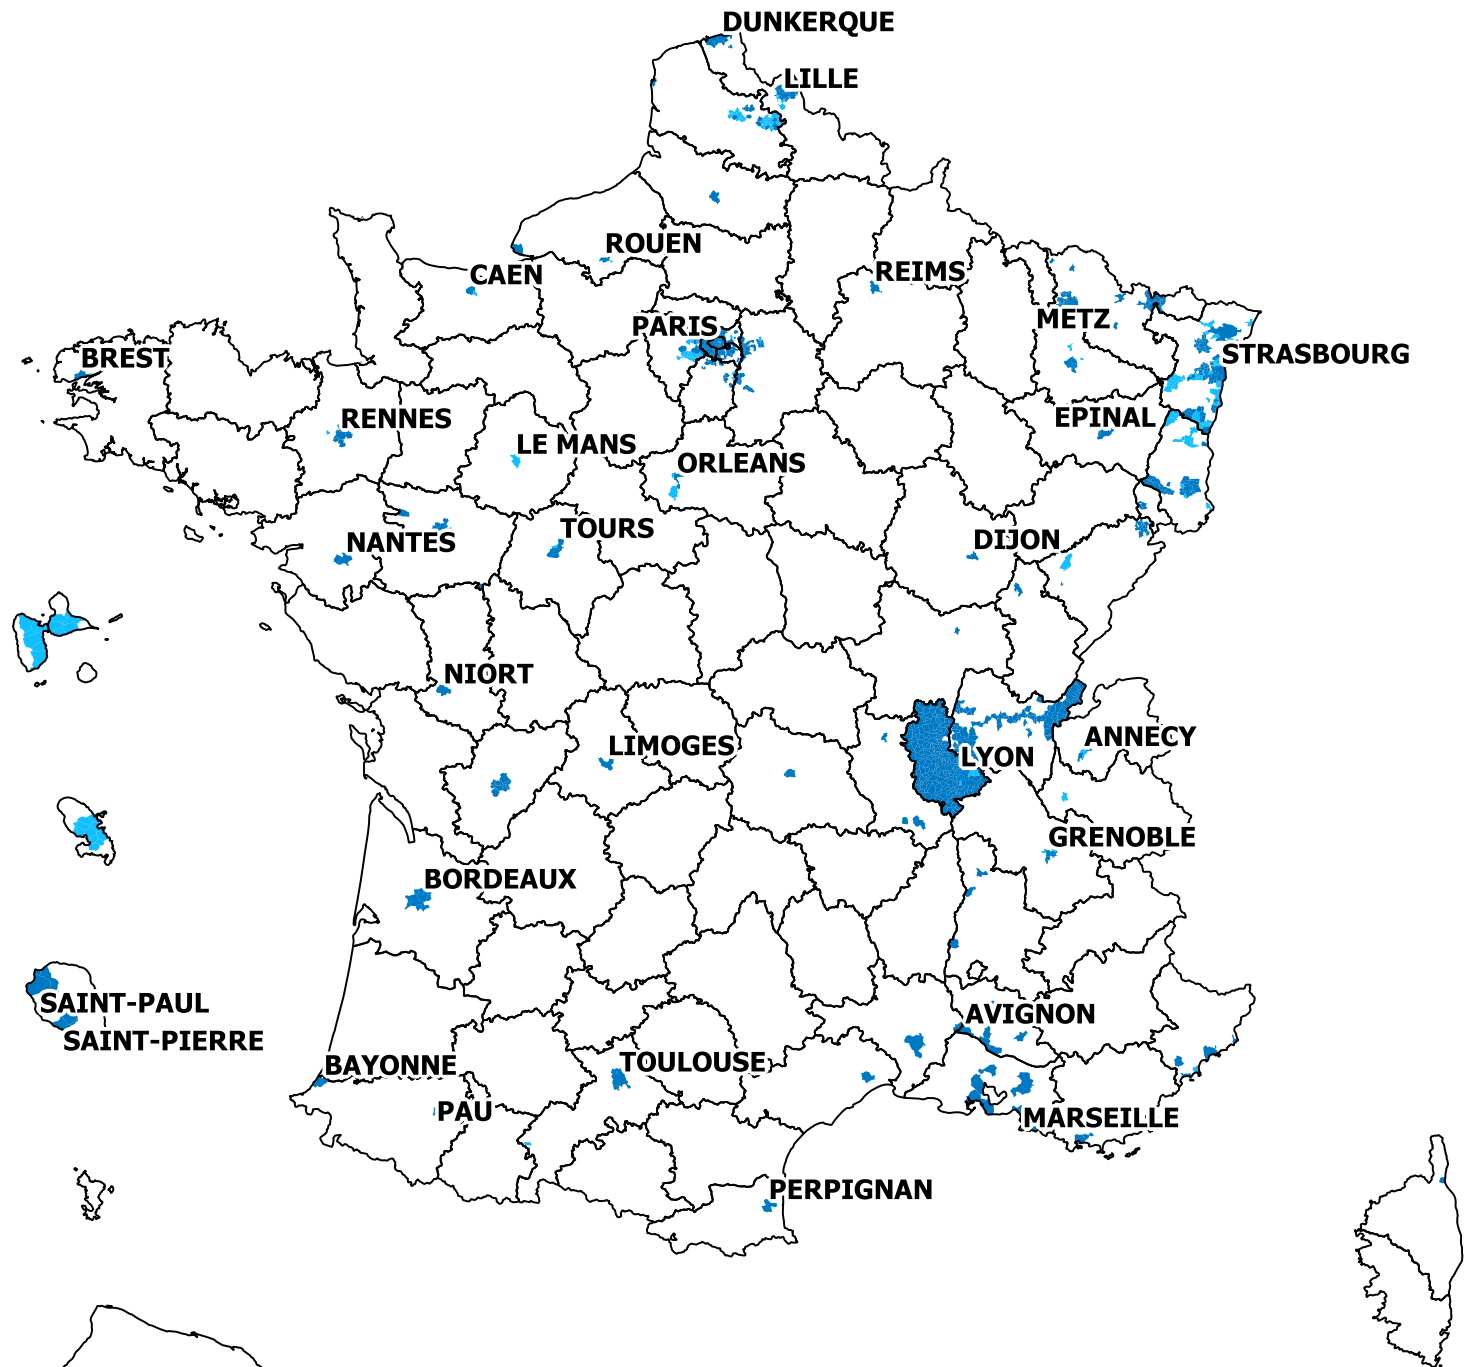 DUNKERQUE
LILLE
ROUEN
CAEN
REIMS
PARIS
METZ
STRASBOURG
BREST
RENNES
EPINAL
LE MANS
ORLEANS
TOURS
NANTES
DIJON
NIORT
LIMOGES
ANNECY
LYON
GRENOBLE
BORDEAUX
SAINT-PAUL
AVIGNON
SAINT-PIERRE
BAYONNE
TOULOUSE
PAU
MARSEILLE
PERPIGNAN